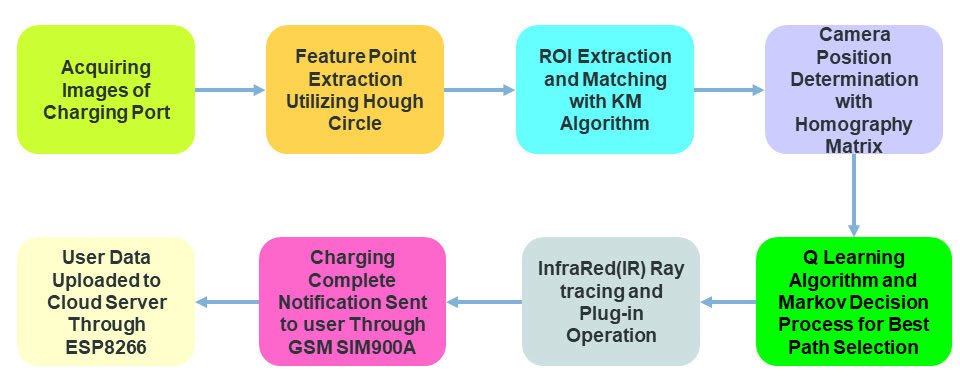 Acquiring
Images of
Charging Port
Feature Point
Extraction
Utilizing Hough
Circle
ROI Extraction
and Matching
with KM
Algorithm
Camera
Position
Determination
with
Homography
Matrix
User Data
Uploaded to
Cloud Server
Through
ESP8266
Charging
Complete
Notification Sent
to user Through
GSM SIM900A
InfraRed(IR) Ray
tracing and
Plug-in
Operation
Q Learning
Algorithm and
Markov Decision
Process for Best
Path Selection